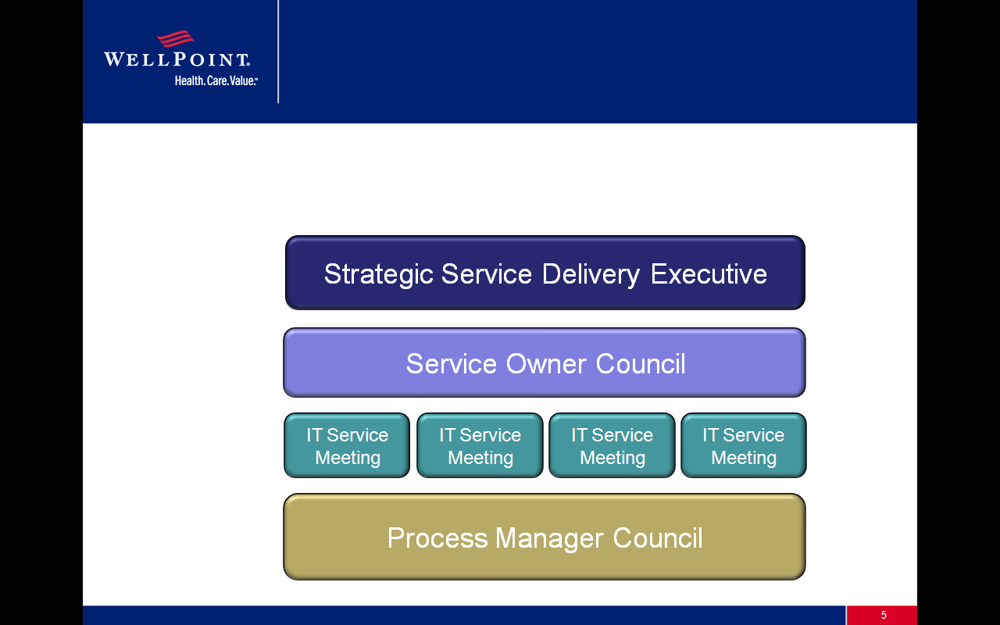 WELLPOINT.®
Health.Care.Value.™
Strategic Service Delivery Executive
Service Owner Council
IT Service
Meeting
IT Service
Meeting
IT Service
Meeting
IT Service
Meeting
Process Manager Council
5